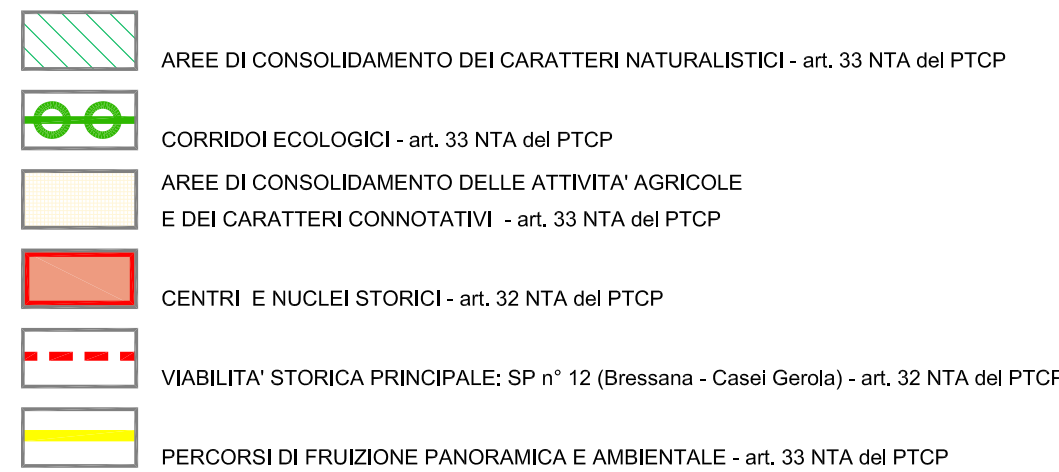 AREE DI CONSOLIDAMENTO DEI CARATTERI NATURALISTICI - art. 33 NTA del PTCP
CORRIDOI ECOLOGICI - art. 33 NTA del PTCP
AREE DI CONSOLIDAMENTO DELLE ATTIVITA' AGRICOLE
E DEI CARATTERI CONNOTATIVI - art. 33 NTA del PTCP
CENTRI E NUCLEI STORICI - art. 32 NTA del PTCP
VIABILITA' STORICA PRINCIPALE: SP n° 12 (Bressana - Casei Gerola) - art. 32 NTA del PTCP
PERCORSI DI FRUIZIONE PANORAMICA E AMBIENTALE - art. 33 NTA del PTCP